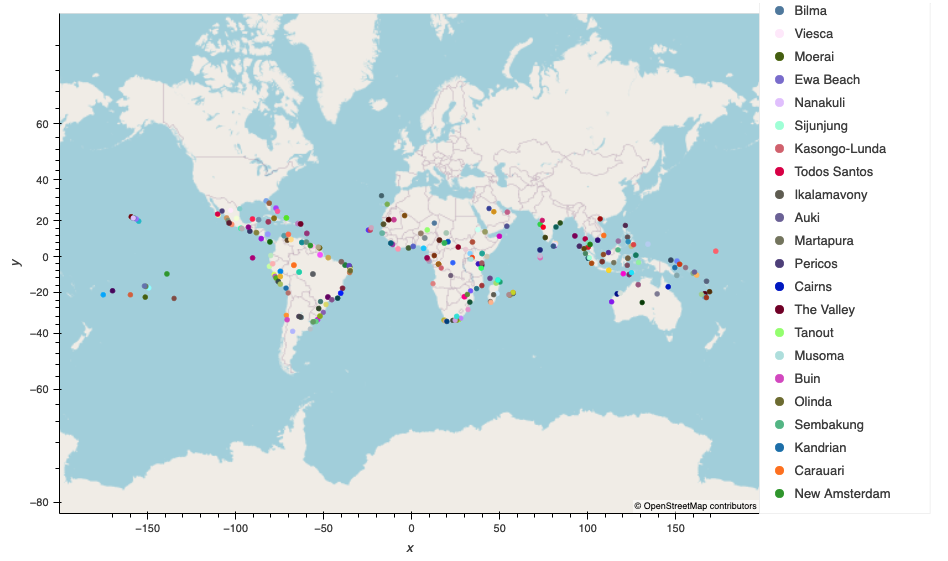 60
40
20
0
−20
−40
−60
−80
y
−150
−100
−50
0
50
100
150
x
© OpenStreetMap contributors
Bilma
Viesca
Moerai
Ewa Beach
Nanakuli
Sijunjung
Kasongo-Lunda
Todos Santos
Ikalamavony
Auki
Martapura
Pericos
Cairns
The Valley
Tanout
Musoma
Buin
Olinda
Sembakung
Kandrian
Carauari
New Amsterdam